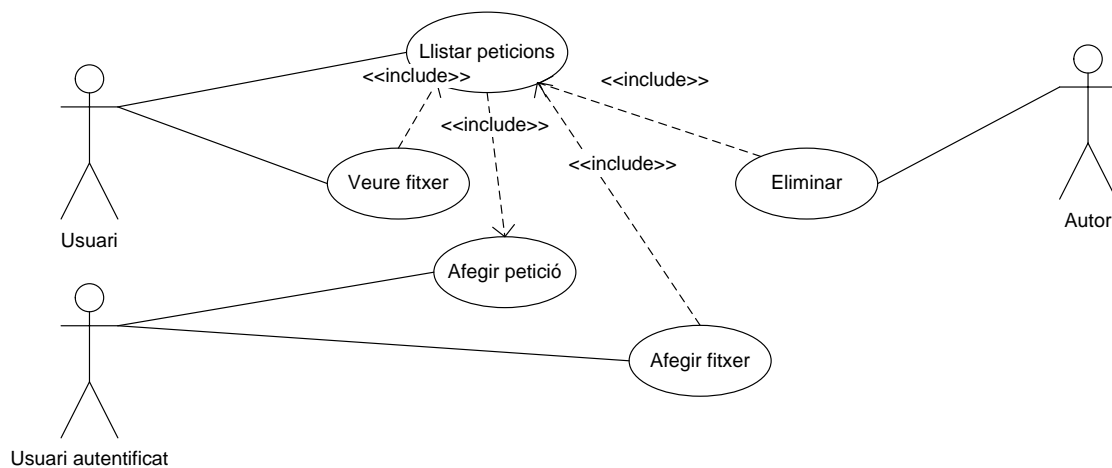 Llistar peticions
<<include>>
<<include>>
<<include>>
<<include>>
Veure fitxer
Eliminar
Usuari
Autor
Afegir petició
Afegir fitxer
Usuari autentificat